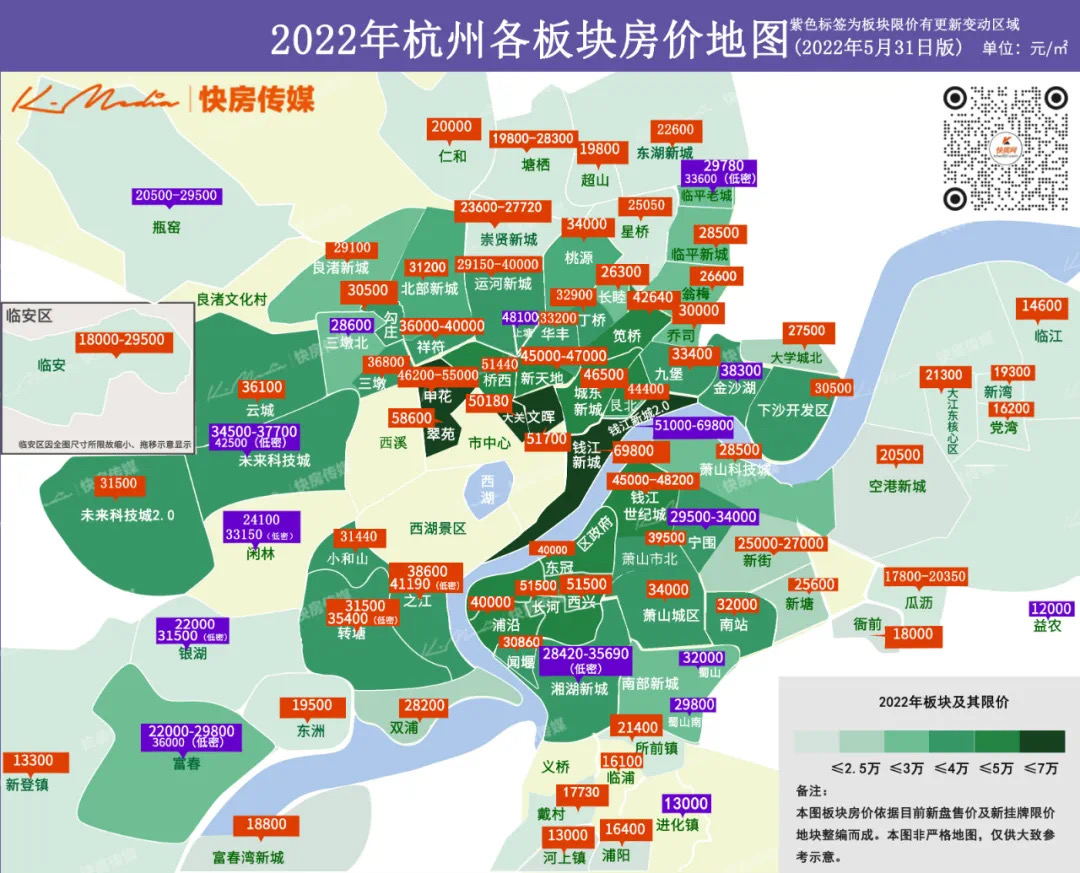 2022年杭州各板块房价地图
紫色标签为板块限价有更新变动区域
(2022年5月31日版) 单位：元/㎡
K-Media 快房传媒
20000
仁和
19800-28300
塘栖
19800
超山
22600
东湖新城
29780
33600 (低密)
临平老城
20500-29500
瓶窑
23600-27720
崇贤新城
34000
桃源
25050
星桥
28500
临平新城
29100
良渚新城
31200
北部新城
29150-40000
运河新城
26300
长睦
26600
翁梅
良渚文化村
30500
勾庄
32900
丁桥
42640
笕桥
30000
乔司
临安区
临安
18000-29500
临安区因全图尺寸所限故缩小、拖移示意显示
28600
三墩北
36000-40000
祥符
48100
33200
华丰
27500
大学城北
14600
临江
36800
三墩
46200-55000
申花
51440
桥西
45000-47000
新天地
46500
城东新城
33400
九堡
38300
金沙湖
36100
云城
50180
大关
文晖
44400
艮北
钱江新城2.0
30500
下沙开发区
21300
大江东核心区
19300
新湾
16200
党湾
34500-37700
42500 (低密)
未来科技城
58600
翠苑
西溪
市中心
51700
钱江新城
69800
51000-69800
28500
萧山科技城
20500
空港新城
31500
未来科技城2.0
西湖
45000-48200
钱江世纪城
24100
33150 (低密)
闲林
31440
小和山
西湖景区
区政府
29500-34000
宁围
39500
萧山市北
25000-27000
新街
40000
东冠
38600
41190 (低密)
之江
51500
长河
51500
西兴
34000
萧山城区
25600
新塘
17800-20350
瓜沥
31500
35400 (低密)
转塘
40000
浦沿
32000
南站
衙前
18000
12000
益农
22000
31500 (低密)
银湖
30860
闻堰
28420-35690
(低密)
湘湖新城
32000
蜀山
南部新城
19500
东洲
28200
双浦
29800
蜀山南
22000-29800
36000 (低密)
富春
21400
所前镇
13300
新登镇
义桥
16100
临浦
17730
戴村
13000
进化镇
18800
富春湾新城
13000
河上镇
16400
浦阳
2022年板块及其限价
≤2.5万 ≤3万 ≤4万 ≤5万 ≤7万
备注：
本图板块房价依据目前新盘售价及新挂牌限价
地块整编而成。本图非严格地图，仅供大致参
考示意。